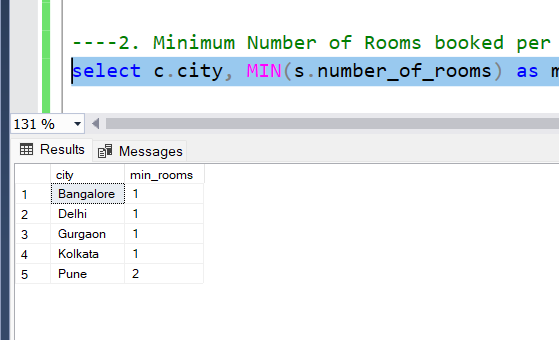 ----2. Minimum Number of Rooms booked per
select c.city, MIN(s.number_of_rooms) as m
131 %
Results Messages
city min_rooms
1 Bangalore 1
2 Delhi 1
3 Gurgaon 1
4 Kolkata 1
5 Pune 2